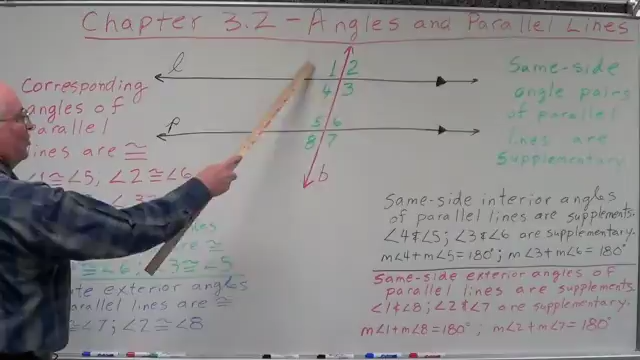 Chapter 3.2 - Angles and Parallel Lines
l
1 2
4 3
p
5 6
8 7
b
Corresponding
angles of
parallel
lines are ≅
∠1≅∠5; ∠2≅∠6
are ≅
≅∠6; ∠3≅∠5
exterior angles
parallel lines are ≅
∠7; ∠2≅∠8
Same-side
angle pairs
of parallel
lines are
supplementary
Same-side interior angles
of parallel lines are supplements.
∠4&∠5; ∠3&∠6 are supplementary.
m∠4+m∠5=180° m∠3+m∠6=180°
Same-side exterior angles of
parallel lines are supplements.
∠1&∠8; ∠2&∠7 are supplementary.
m∠1+m∠8=180° ; m∠2+m∠7=180°